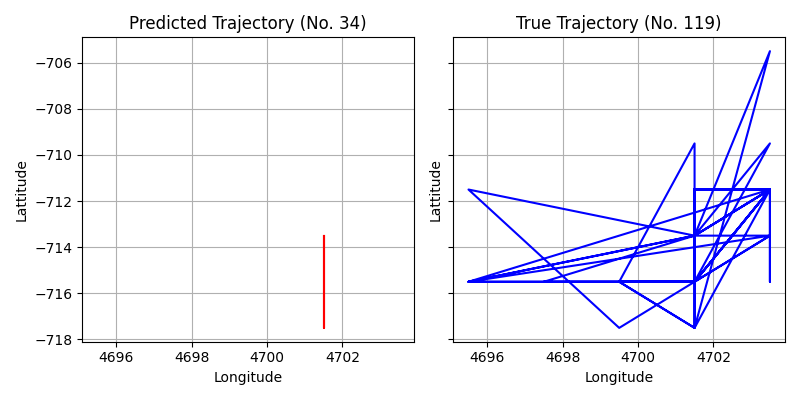 Predicted Trajectory (No. 34)
True Trajectory (No. 119)
Lattitude
−706
−708
−710
−712
−714
−716
−718
4696
4698
4700
4702
Longitude
Lattitude
4696
4698
4700
4702
Longitude